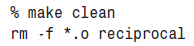 % make clean
rm -f *.o reciprocal